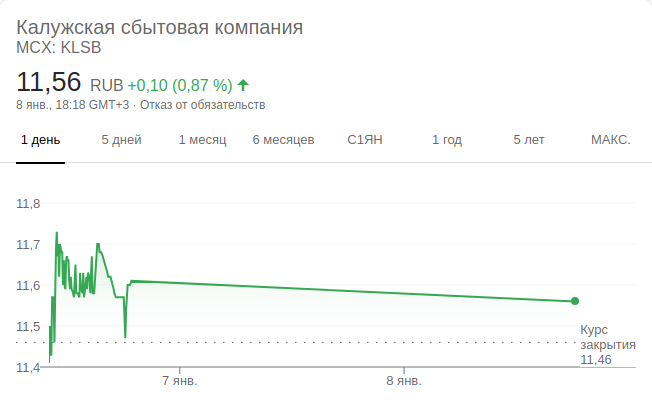 Калужская сбытовая компания
MCX: KLSB
11,56 RUB +0,10 (0,87 %)
8 янв., 18:18 GMT+3 · Отказ от обязательств
1 день 5 дней 1 месяц 6 месяцев С1ЯН 1 год 5 лет МАКС.
11,8
11,7
11,6
11,5
11,4
Курс
закрытия
11,46
7 янв. 8 янв.